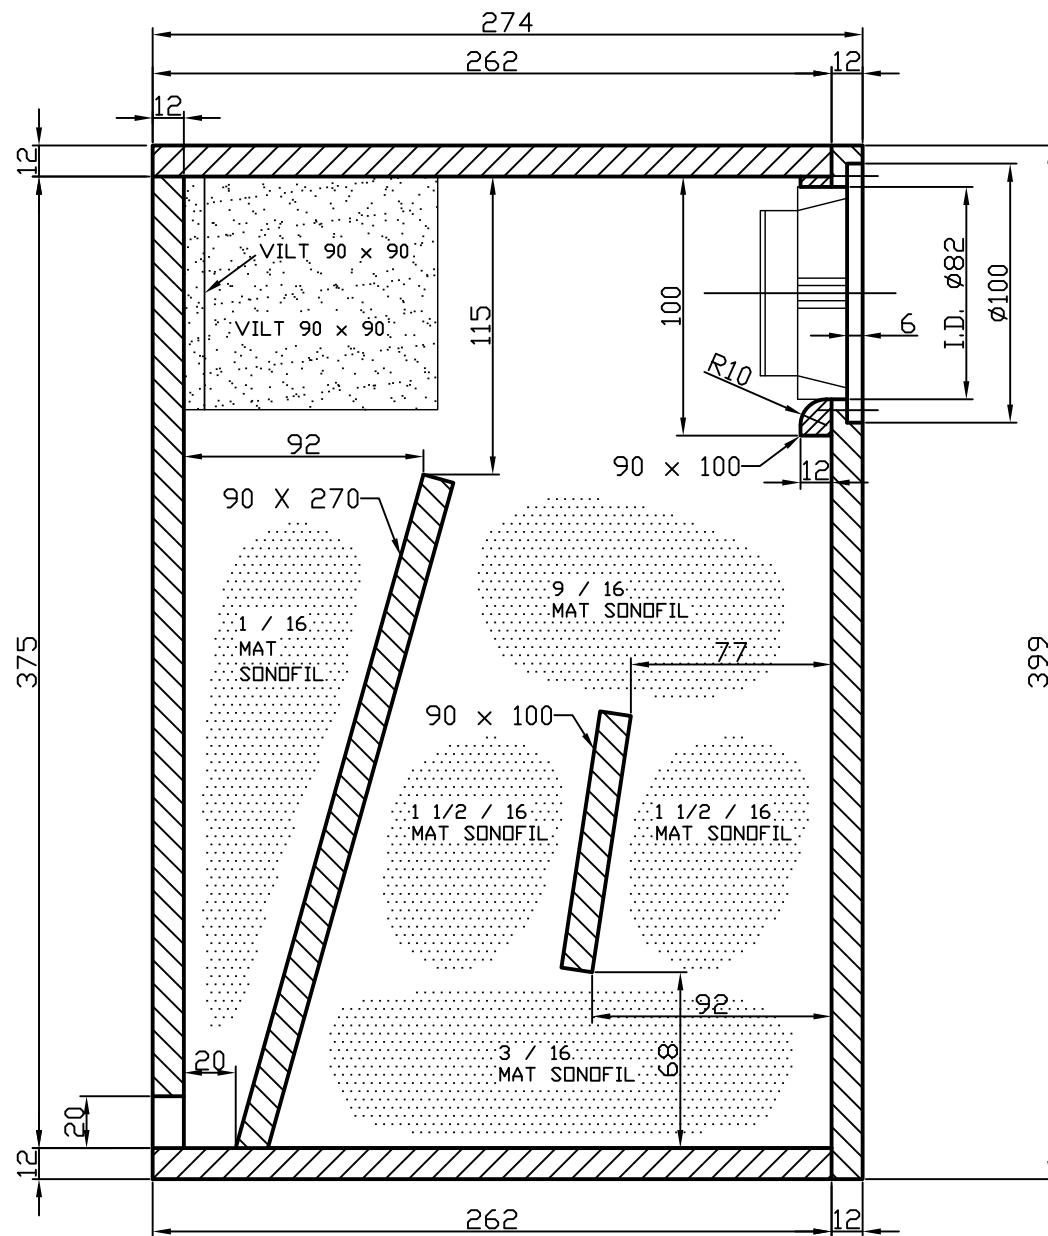 274
262
12
12
12
VILT 90 x 90
VILT 90 x 90
115
100
6
I.D. ø82
ø100
R10
92
90 x 100
12
90 X 270
9 / 16
MAT SONOFIL
1 / 16
MAT
SONOFIL
375
399
77
90 x 100
1 1/2 / 16
MAT SONOFIL
1 1/2 / 16
MAT SONOFIL
92
3 / 16
MAT SONOFIL
68
20
20
12
262
12